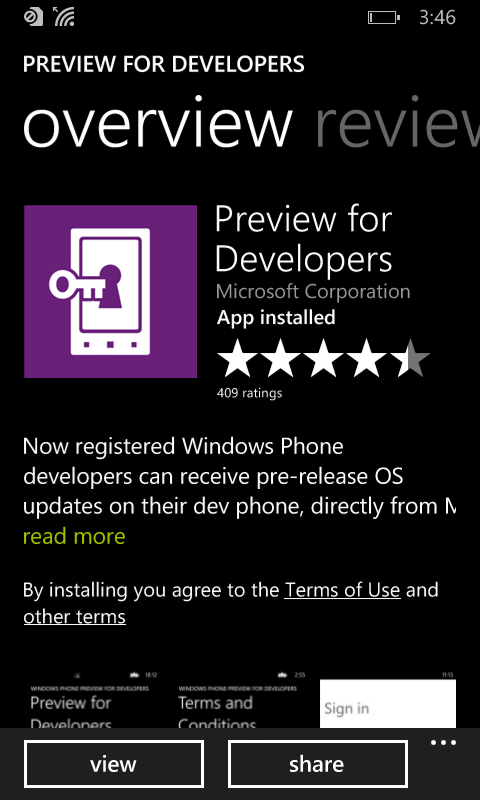 3:46
PREVIEW FOR DEVELOPERS
overview review
Preview for
Developers
Microsoft Corporation
App installed
409 ratings
Now registered Windows Phone
developers can receive pre-release OS
updates on their dev phone, directly from M
read more
By installing you agree to the Terms of Use and
other terms
18:12 2:55 11:13
WINDOWS PHONE PREVIEW FOR DEVELOPERS WINDOWS PHONE PREVIEW FOR DEVELOPERS
Preview for Terms and Sign in
Developers Conditions
view share